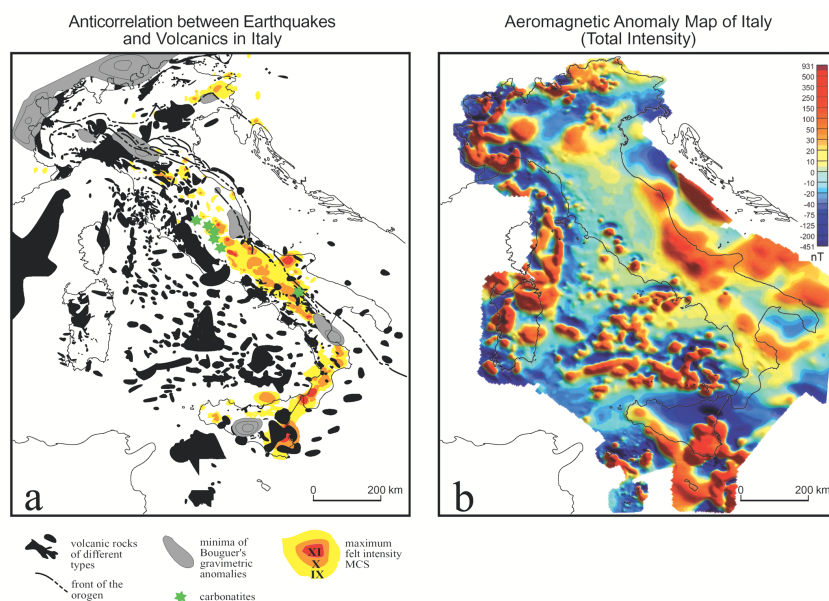 Anticorrelation between Earthquakes
and Volcanics in Italy
Aeromagnetic Anomaly Map of Italy
(Total Intensity)
931
500
350
250
150
100
50
30
20
10
0
-10
-20
-40
-75
-125
-200
-451
nT
a
0 200 km
b
0 200 km
volcanic rocks
of different
types
front of the
orogen
minima of
Bouguer's
gravimetric
anomalies
carbonatites
XI
X
IX
maximum
felt intensity
MCS